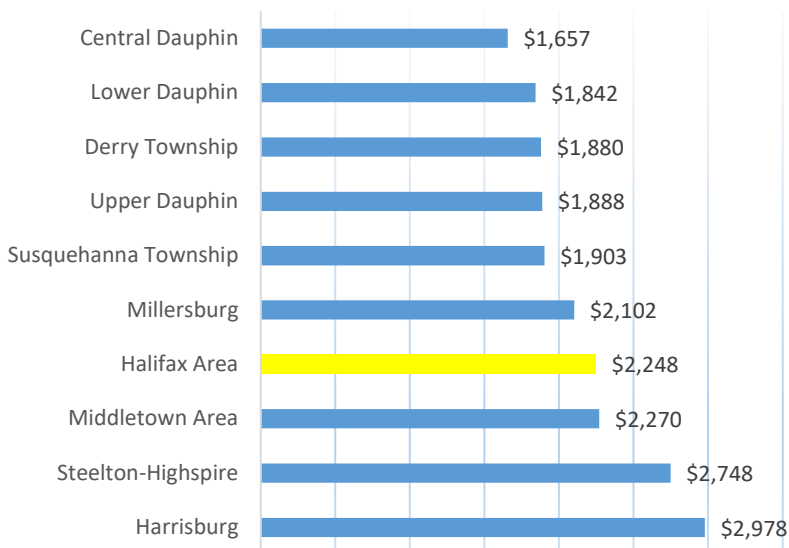 Central Dauphin $1,657
Lower Dauphin $1,842
Derry Township $1,880
Upper Dauphin $1,888
Susquehanna Township $1,903
Millersburg $2,102
Halifax Area $2,248
Middletown Area $2,270
Steelton-Highspire $2,748
Harrisburg $2,978